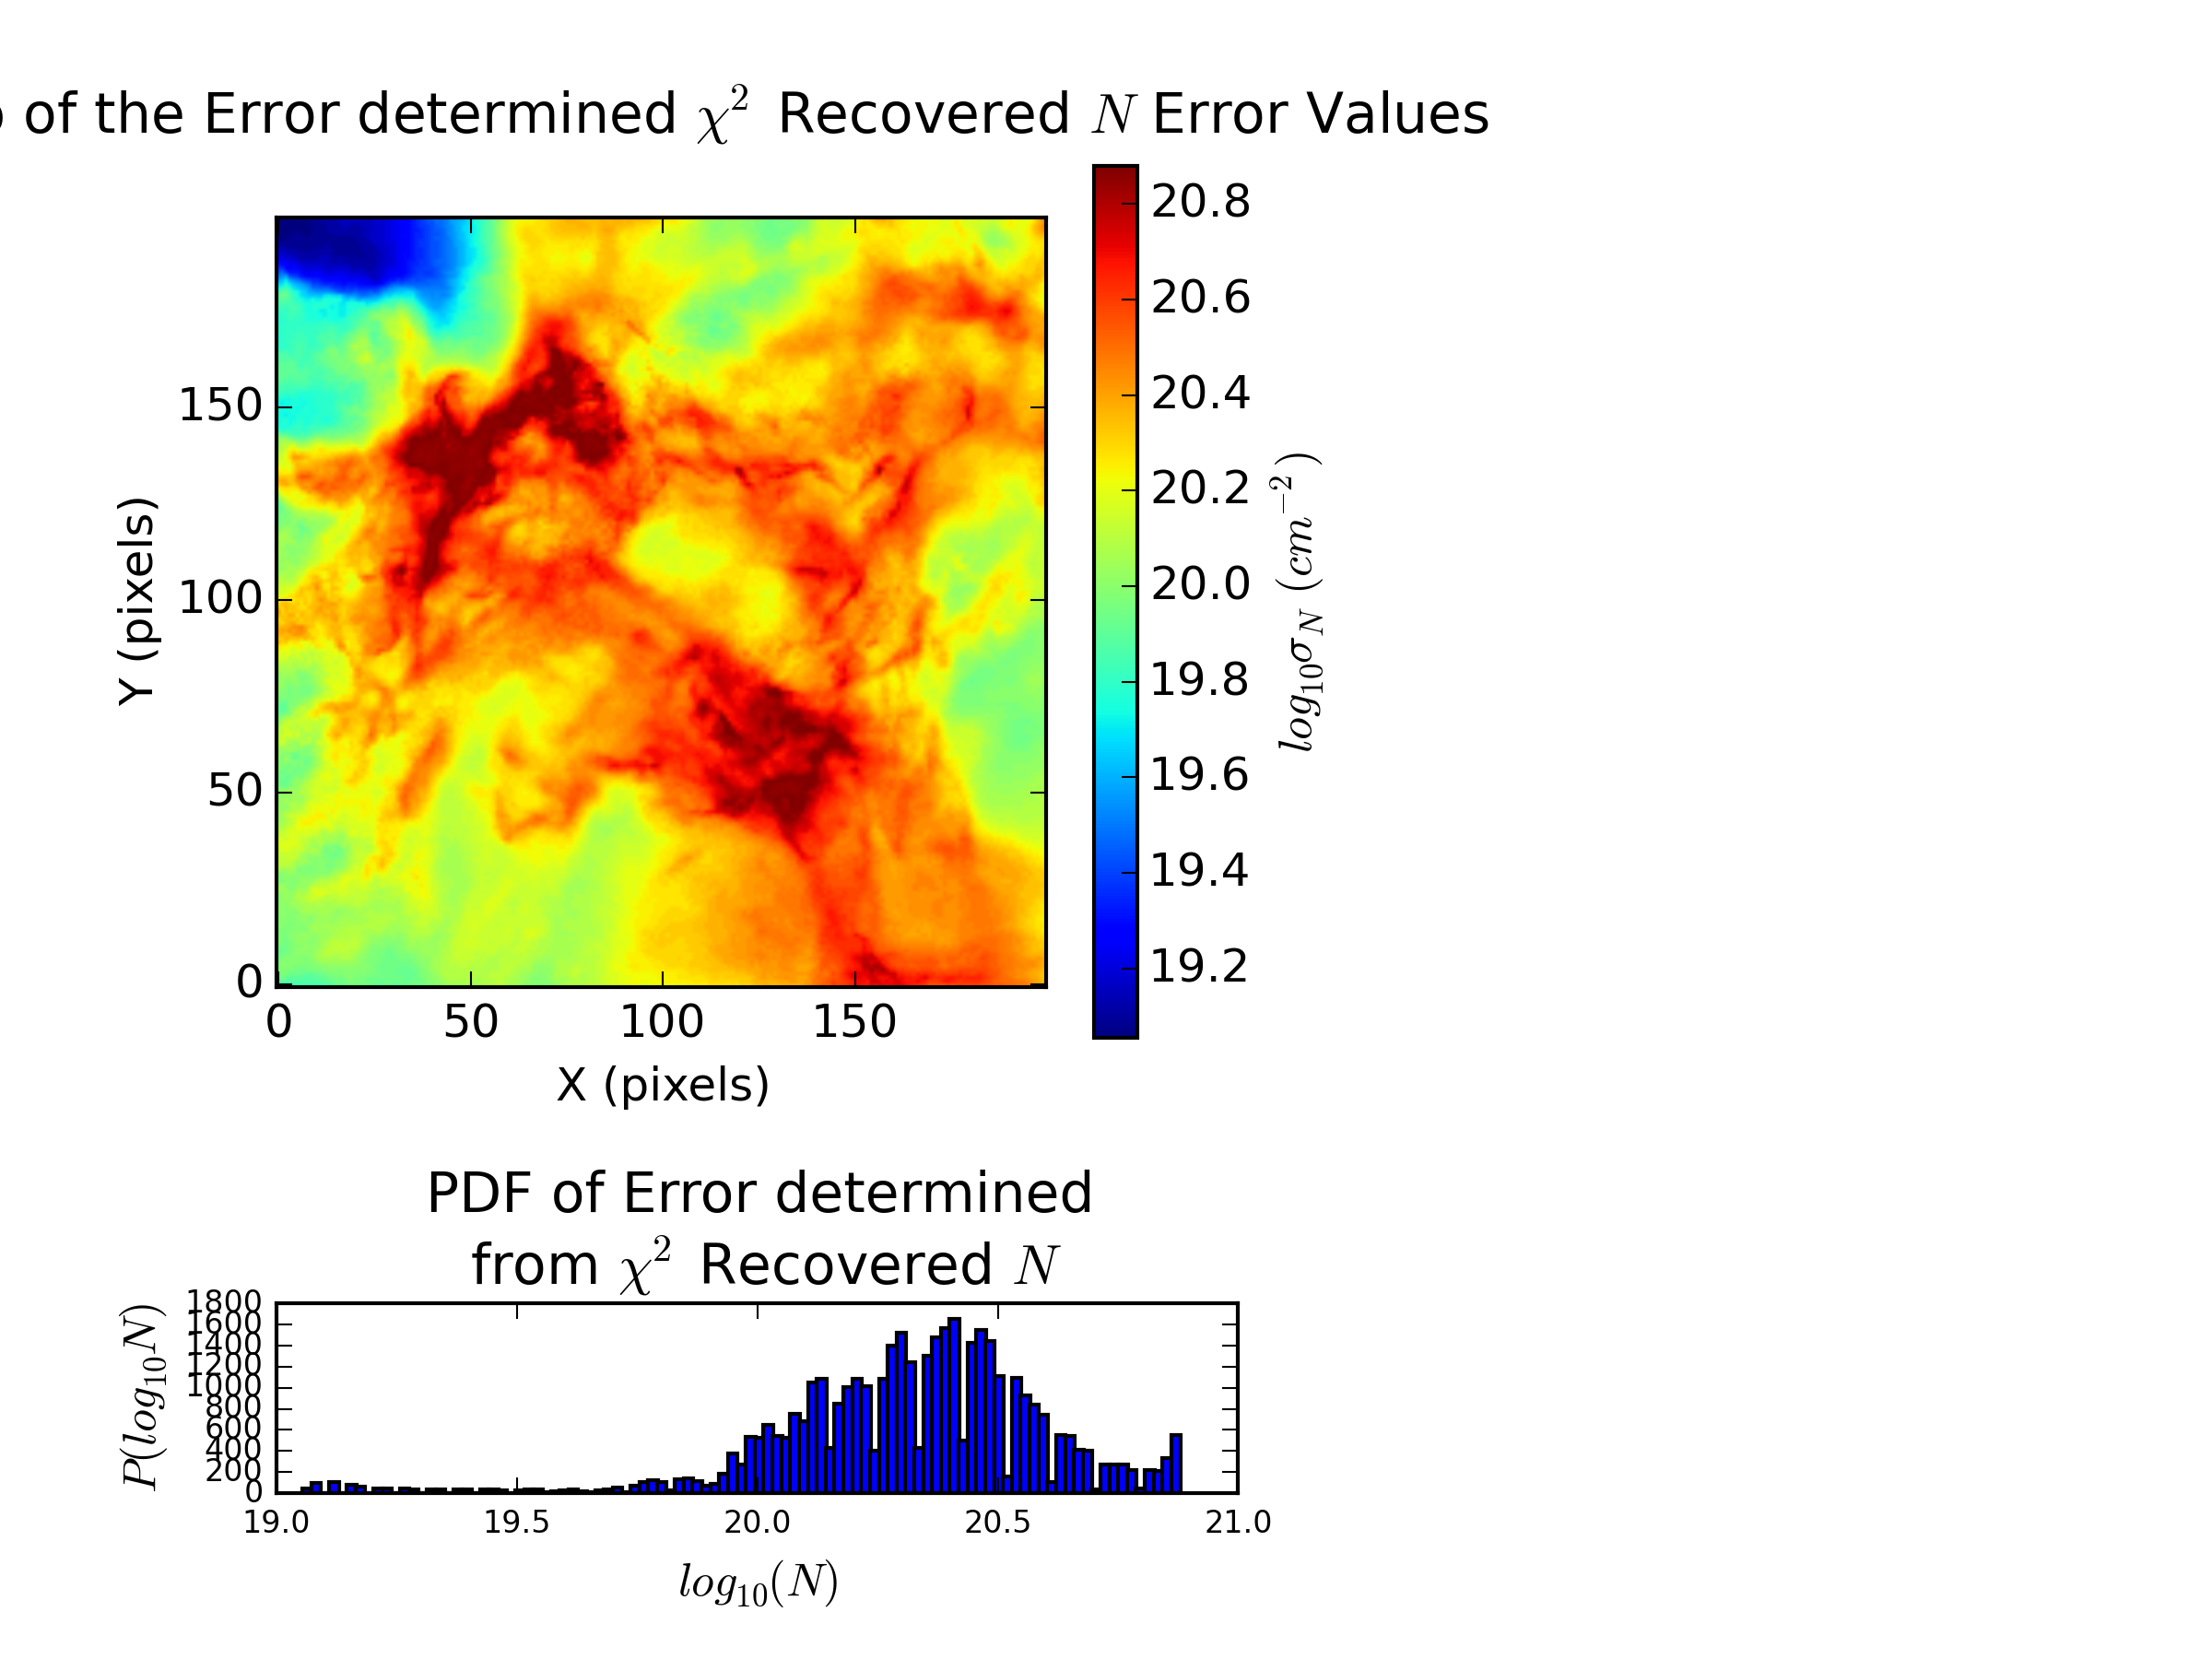 of the Error determined χ² Recovered N Error Values
20.8
20.6
20.4
20.2
20.0
19.8
19.6
19.4
19.2
log₁₀σ_N (cm⁻²)
150
100
50
0
Y (pixels)
0 50 100 150
X (pixels)
PDF of Error determined
from χ² Recovered N
1800
1600
1400
1200
1000
800
600
400
200
0
P(log₁₀N)
19.0 19.5 20.0 20.5 21.0
log₁₀(N)